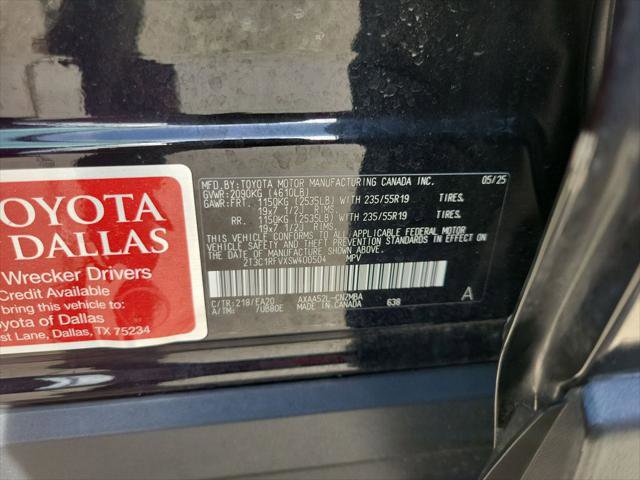 TOYOTA
DALLAS
Wrecker Drivers
Credit Available
bring this vehicle to:
Toyota of Dallas
Lane, Dallas, TX 75234
MFD.BY:TOYOTA MOTOR MANUFACTURING CANADA INC. 05/25
GVWR:2090KG (4610LB)
GAWR:FRT. 1150KG (2535LB) WITH 235/55R19 TIRES.
19x7 1/2J RIMS
RR. 1150KG (2535LB) WITH 235/55R19 TIRES.
19x7 1/2J RIMS
THIS VEHICLE CONFORMS TO ALL APPLICABLE FEDERAL MOTOR
VEHICLE SAFETY AND THEFT PREVENTION STANDARDS IN
EFFECT ON THE DATE OF MANUFACTURE SHOWN ABOVE.
2T3C1RFVXSW400504 MPV
C/TR:218/EA20 AXAA52L-CNZMBA A
A/TM: 7UB80E MADE IN CANADA 638